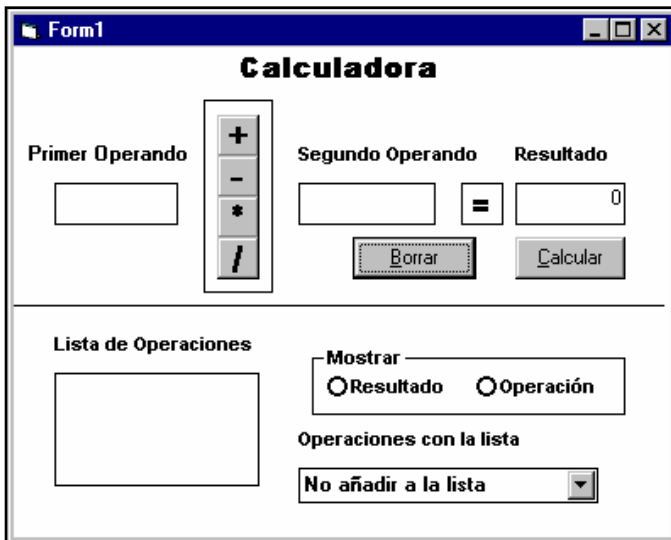 Form1
Calculadora
Primer Operando
+
-
*
/
Segundo Operando
=
Resultado
0
Borrar
Calcular
Lista de Operaciones
Mostrar
Resultado
Operación
Operaciones con la lista
No añadir a la lista